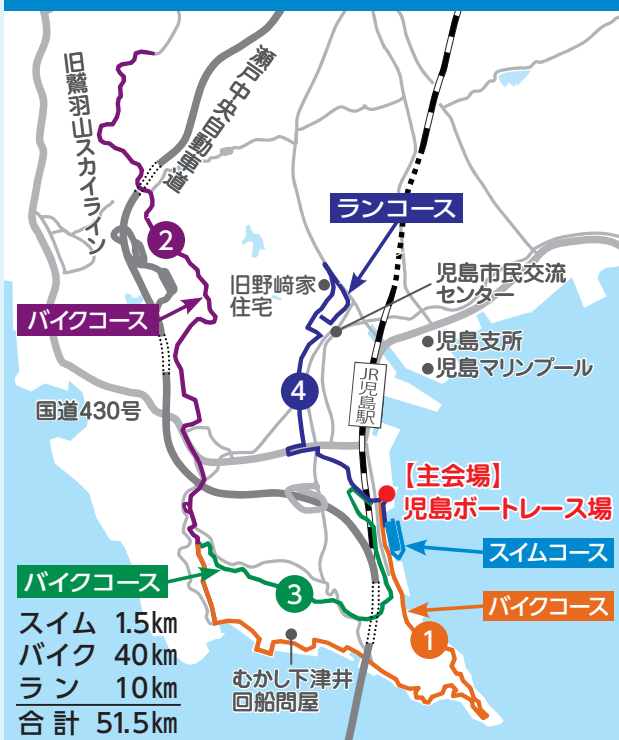 旧鷲羽山スカイライン
瀬戸中央自動車道
2
ランコース
旧野﨑家
住宅
児島市民交流
センター
バイクコース
児島支所
児島マリンプール
JR児島駅
国道430号
4
【主会場】
児島ボートレース場
スイムコース
バイクコース
3
バイクコース
1
むかし下津井
回船問屋
スイム 1.5km
バイク 40km
ラン 10km
合計 51.5km